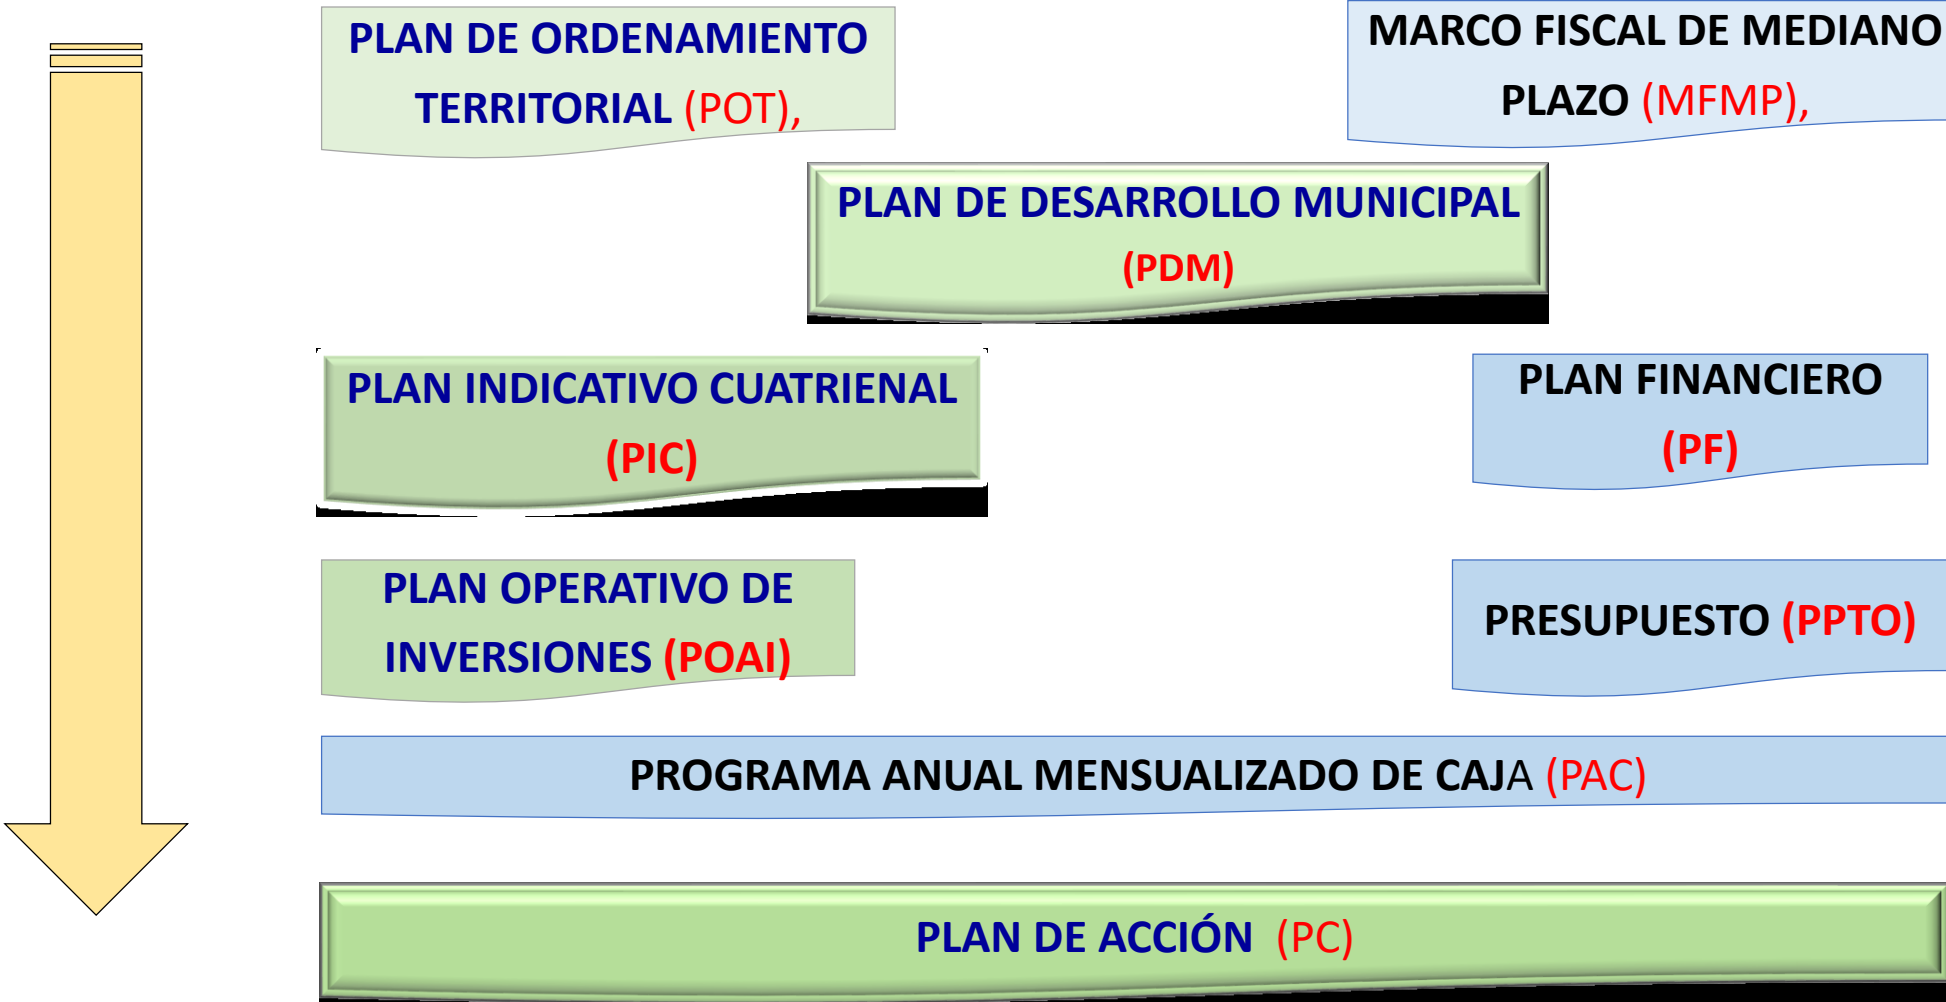 PLAN DE ORDENAMIENTO
TERRITORIAL (POT),
MARCO FISCAL DE MEDIANO
PLAZO (MFMP),
PLAN DE DESARROLLO MUNICIPAL
(PDM)
PLAN INDICATIVO CUATRIENAL
(PIC)
PLAN FINANCIERO
(PF)
PLAN OPERATIVO DE
INVERSIONES (POAI)
PRESUPUESTO (PPTO)
PROGRAMA ANUAL MENSUALIZADO DE CAJA (PAC)
PLAN DE ACCIÓN (PC)